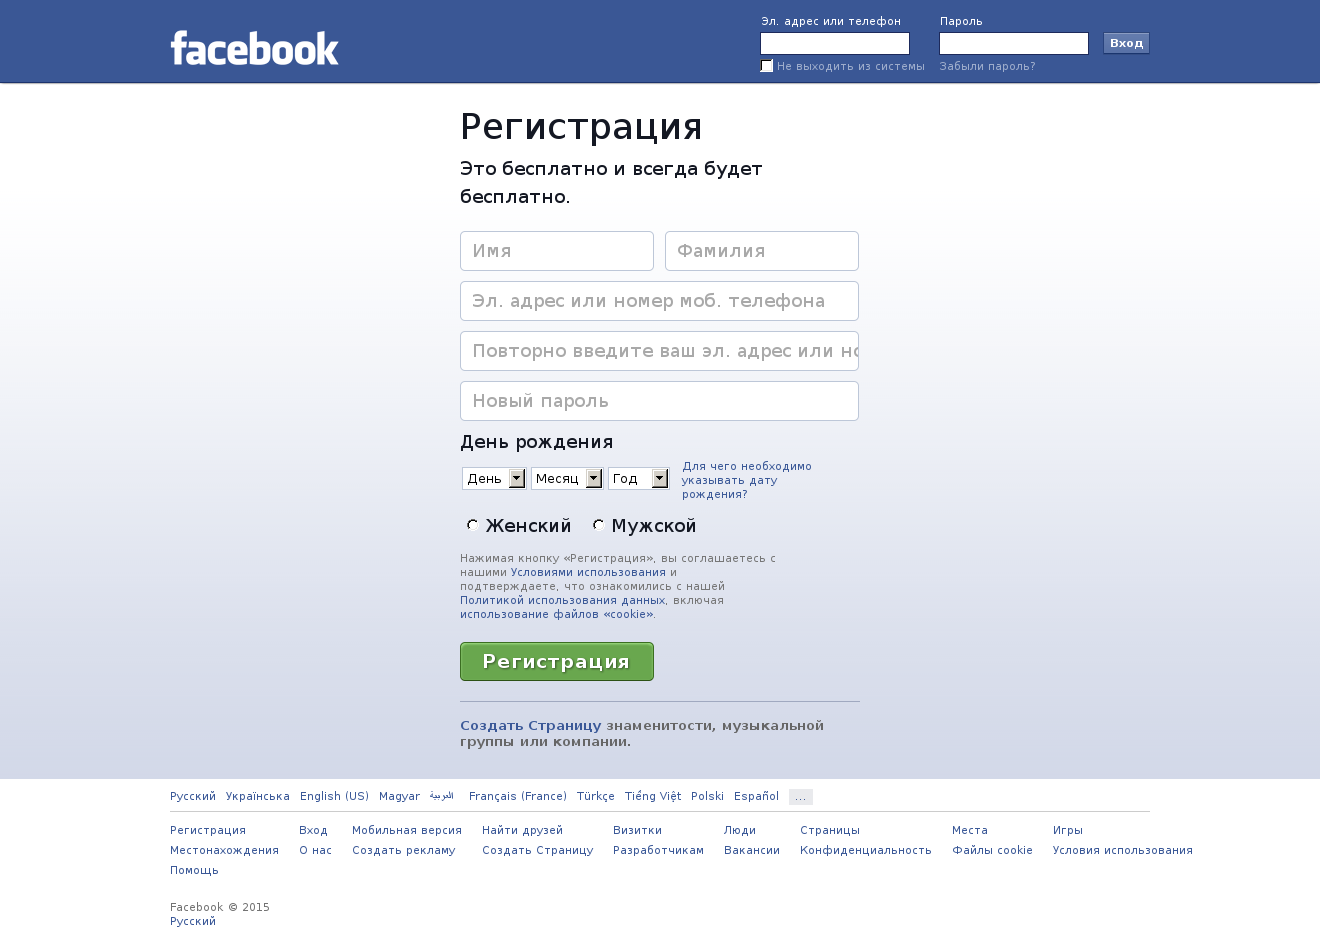 facebook
Эл. адрес или телефон
Пароль
Вход
Не выходить из системы
Забыли пароль?
Регистрация
Это бесплатно и всегда будет
бесплатно.
Имя
Фамилия
Эл. адрес или номер моб. телефона
Повторно введите ваш эл. адрес или но
Новый пароль
День рождения
День
Месяц
Год
Для чего необходимо
указывать дату
рождения?
Женский
Мужской
Нажимая кнопку «Регистрация», вы соглашаетесь с
нашими Условиями использования и
подтверждаете, что ознакомились с нашей
Политикой использования данных, включая
использование файлов «cookie».
Регистрация
Создать Страницу знаменитости, музыкальной
группы или компании.
Русский Українська English (US) Magyar العربية Français (France) Türkçe Tiếng Việt Polski Español ...
Регистрация Вход Мобильная версия Найти друзей Визитки Люди Страницы Места Игры
Местонахождения О нас Создать рекламу Создать Страницу Разработчикам Вакансии Конфиденциальность Файлы cookie Условия использования
Помощь
Facebook © 2015
Русский